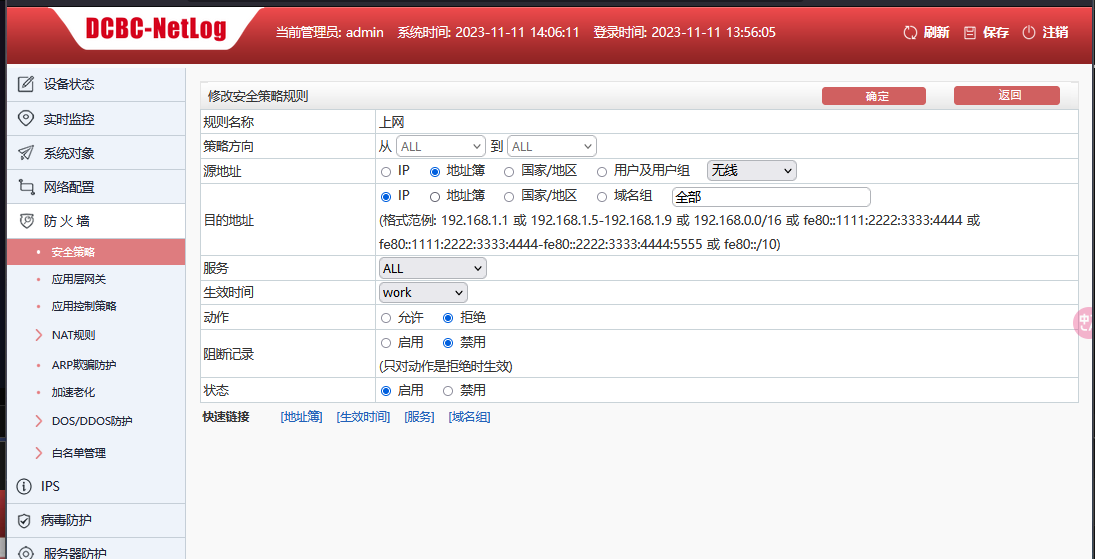 DCBC-NetLog 当前管理员: admin 系统时间: 2023-11-11 14:06:11 登录时间: 2023-11-11 13:56:05 刷新 保存 注销
设备状态
实时监控
系统对象
网络配置
防 火 墙
安全策略
应用层网关
应用控制策略
NAT规则
ARP欺骗防护
加速老化
DOS/DDOS防护
白名单管理
IPS
病毒防护
服务器防护
修改安全策略规则 确定 返回
规则名称 上网
策略方向 从 ALL 到 ALL
源地址 IP 地址簿 国家/地区 用户及用户组 无线
目的地址 IP 地址簿 国家/地区 域名组 全部
(格式范例: 192.168.1.1 或 192.168.1.5-192.168.1.9 或 192.168.0.0/16 或 fe80::1111:2222:3333:4444 或
fe80::1111:2222:3333:4444-fe80::2222:3333:4444:5555 或 fe80::/10)
服务 ALL
生效时间 work
动作 允许 拒绝
阻断记录 启用 禁用
(只对动作是拒绝时生效)
状态 启用 禁用
快速链接 [地址簿] [生效时间] [服务] [域名组]